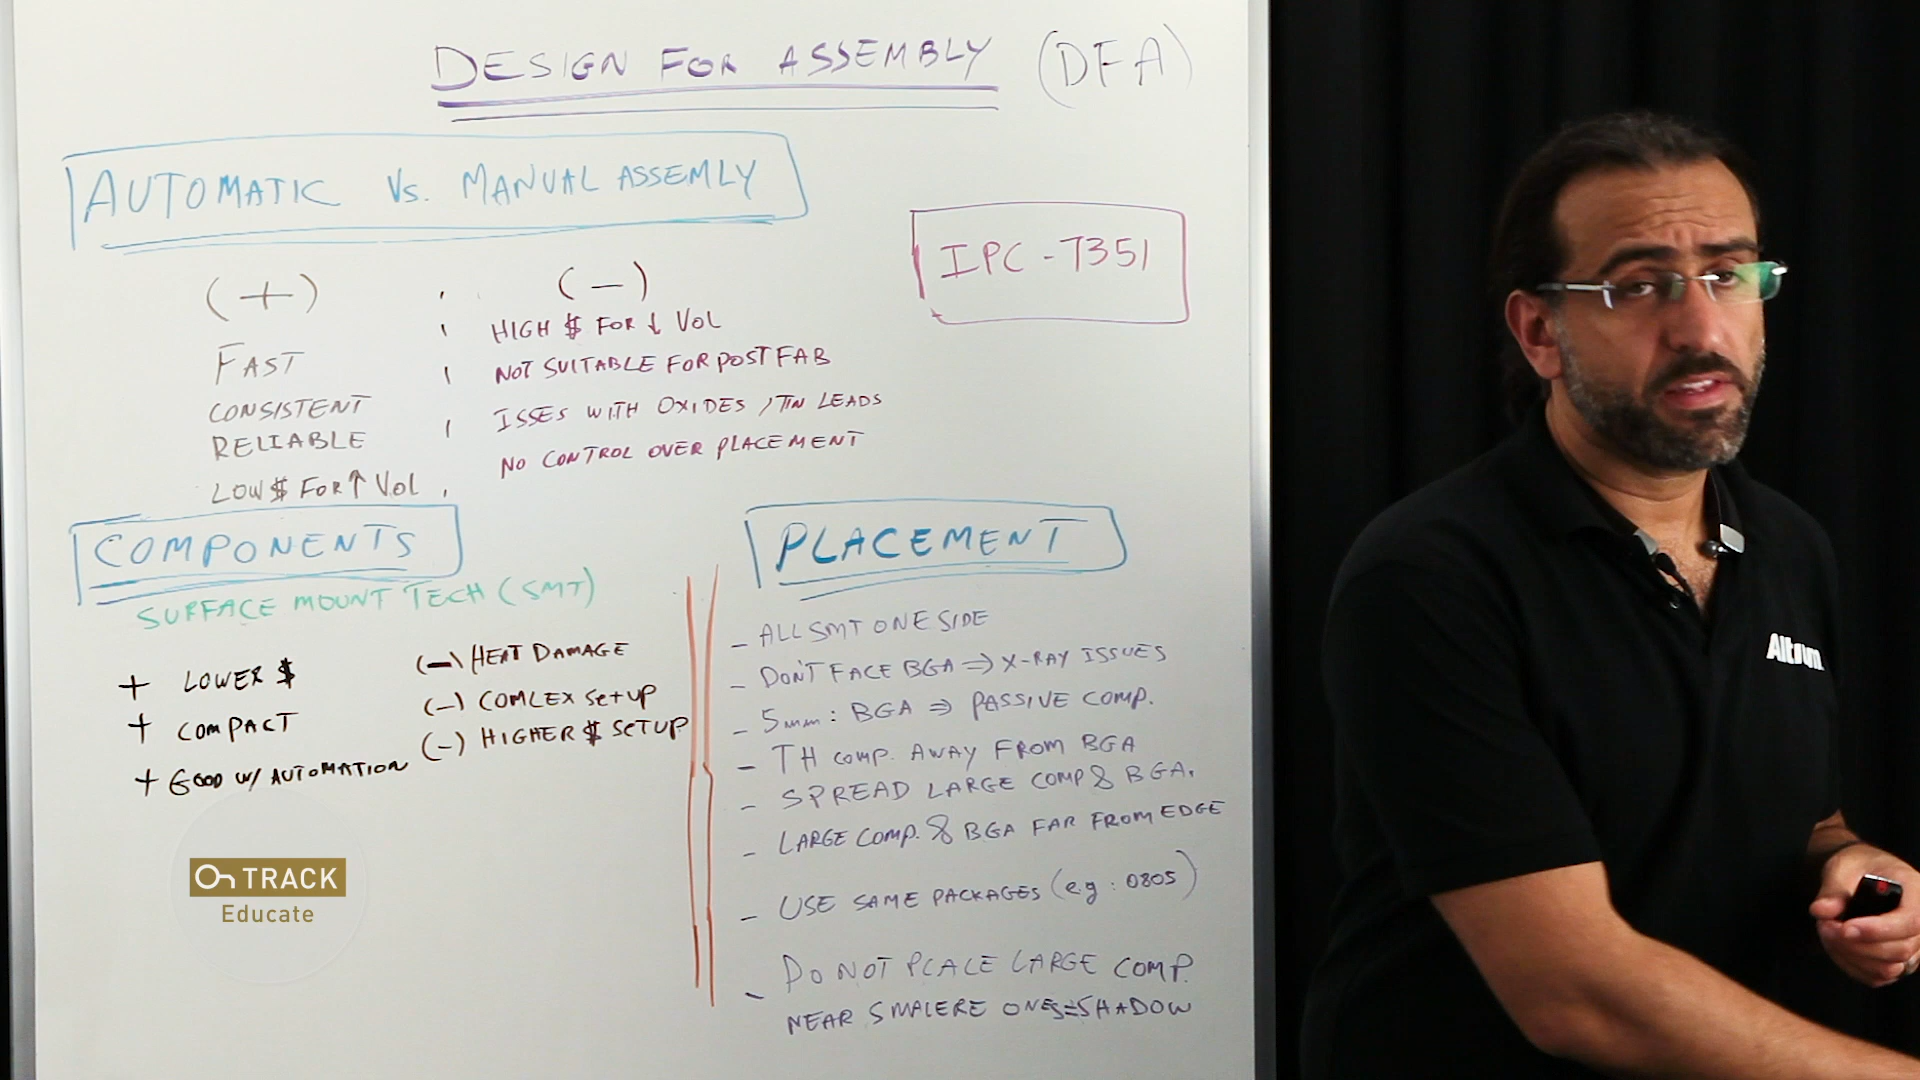 DESIGN FOR ASSEMBLY (DFA)
AUTOMATIC Vs. MANUAL ASSEMLY
IPC-7351
(+)
FAST
CONSISTENT
RELIABLE
LOW $ FOR ↑ VOL
(-)
HIGH $ FOR ↓ VOL
NOT SUITABLE FOR POST FAB
ISSES WITH OXIDES / TIN LEADS
NO CONTROL OVER PLACEMENT
COMPONENTS
SURFACE MOUNT TECH (SMT)
+ LOWER $
+ COMPACT
+ GOOD W/ AUTOMATION
(-) HEAT DAMAGE
(-) COMLEX SETUP
(-) HIGHER $ SETUP
PLACEMENT
- ALL SMT ONE SIDE
- DON'T FACE BGA ⇒ X-RAY ISSUES
- 5mm: BGA ⇒ PASSIVE COMP.
- TH COMP. AWAY FROM BGA
- SPREAD LARGE COMP & BGA.
- LARGE COMP. & BGA FAR FROM EDGE
- USE SAME PACKAGES (e.g: 0805)
- DO NOT PLCALE LARGE COMP.
NEAR SMALERE ONES=SHADOW
On TRACK
Educate
Altium